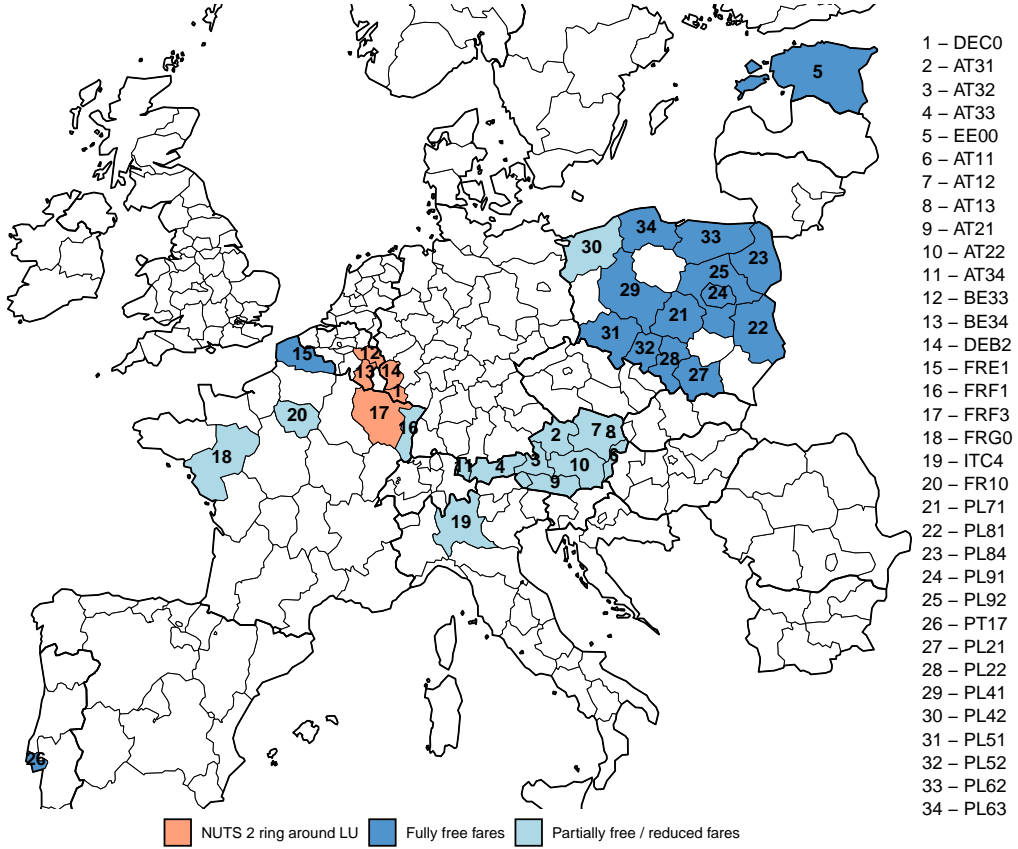 1 – DEC0
2 – AT31
3 – AT32
4 – AT33
5 – EE00
6 – AT11
7 – AT12
8 – AT13
9 – AT21
10 – AT22
11 – AT34
12 – BE33
13 – BE34
14 – DEB2
15 – FRE1
16 – FRF1
17 – FRF3
18 – FRG0
19 – ITC4
20 – FR10
21 – PL71
22 – PL81
23 – PL84
24 – PL91
25 – PL92
26 – PT17
27 – PL21
28 – PL22
29 – PL41
30 – PL42
31 – PL51
32 – PL52
33 – PL62
34 – PL63
5
34
33
30
23
25
29
24
21
22
31
32
28
27
15
12
13
14
1
17
16
20
18
2
7
8
6
3
10
11
4
9
19
26
NUTS 2 ring around LU Fully free fares Partially free / reduced fares